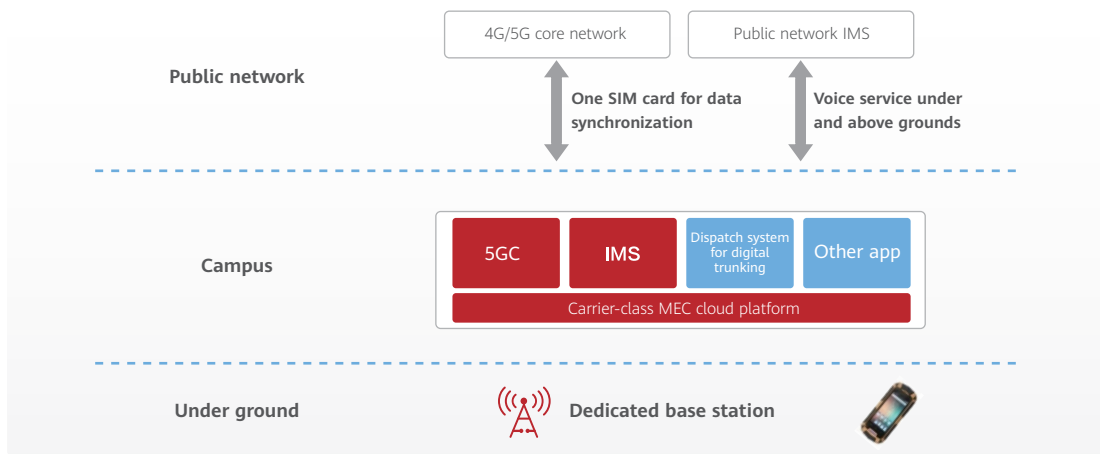 4G/5G core network
Public network IMS
Public network
One SIM card for data
synchronization
Voice service under
and above grounds
Campus
5GC
IMS
Dispatch system
for digital
trunking
Other app
Carrier-class MEC cloud platform
Under ground
Dedicated base station